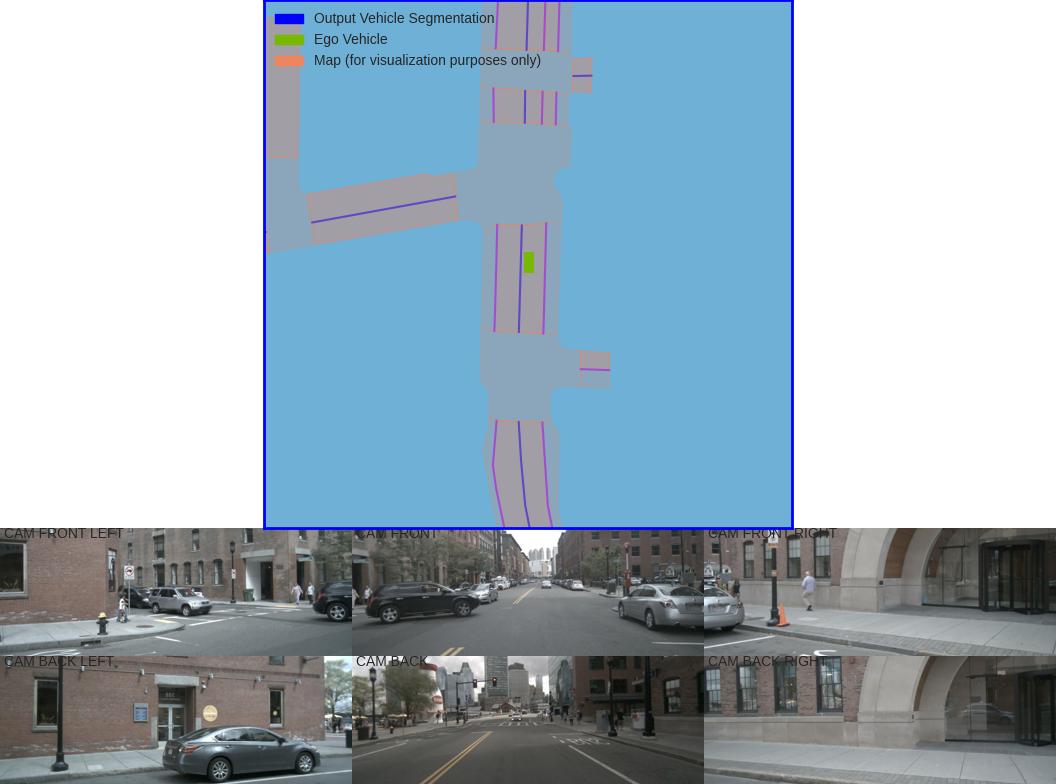 Output Vehicle Segmentation
Ego Vehicle
Map (for visualization purposes only)
CAM FRONT LEFT
CAM FRONT
CAM FRONT RIGHT
CAM BACK LEFT
CAM BACK
CAM BACK RIGHT